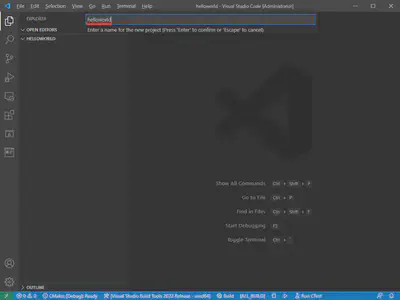 File Edit Selection View Go Run Terminal Help
helloworld - Visual Studio Code [Administrator]
EXPLORER
helloworld
Enter a name for the new project (Press 'Enter' to confirm or 'Escape' to cancel)
OPEN EDITORS
HELLOWORLD
Show All Commands Ctrl + Shift + P
Go to File Ctrl + P
Find in Files Ctrl + Shift + F
Start Debugging F5
Toggle Terminal Ctrl +
OUTLINE
0 0 CMake: [Debug]: Ready [Visual Studio Build Tools 2022 Release - amd64] Build [ALL_BUILD] Run CTest